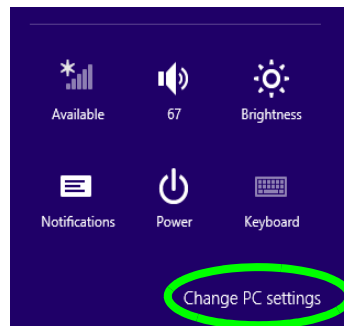 Available 67 Brightness
Notifications Power Keyboard
Change PC settings